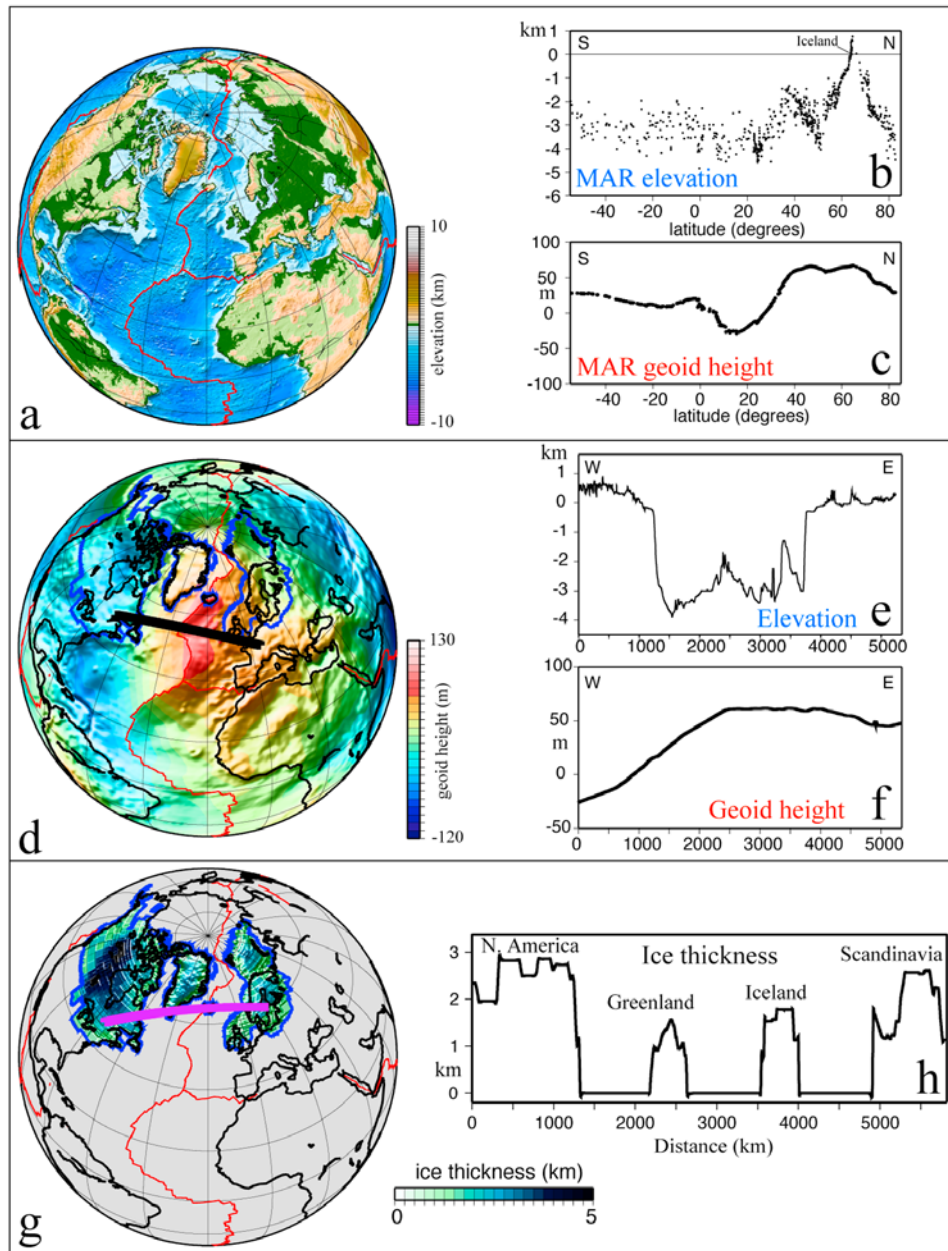 a
10
elevation (km)
-10
km
1
0
-1
-2
-3
-4
-5
-6
S
Iceland
N
MAR elevation
b
-40 -20 0 20 40 60 80
latitude (degrees)
100
50
m
0
-50
-100
S
N
MAR geoid height
c
-40 -20 0 20 40 60 80
latitude (degrees)
d
130
geoid height (m)
-120
km
1
0
-1
-2
-3
-4
W
E
Elevation
e
0 1000 2000 3000 4000 5000
100
50
m
0
-50
W
E
Geoid height
f
0 1000 2000 3000 4000 5000
g
ice thickness (km)
0 5
3
2
1
km
0
N. America
Ice thickness
Scandinavia
Greenland
Iceland
h
0 1000 2000 3000 4000 5000
Distance (km)